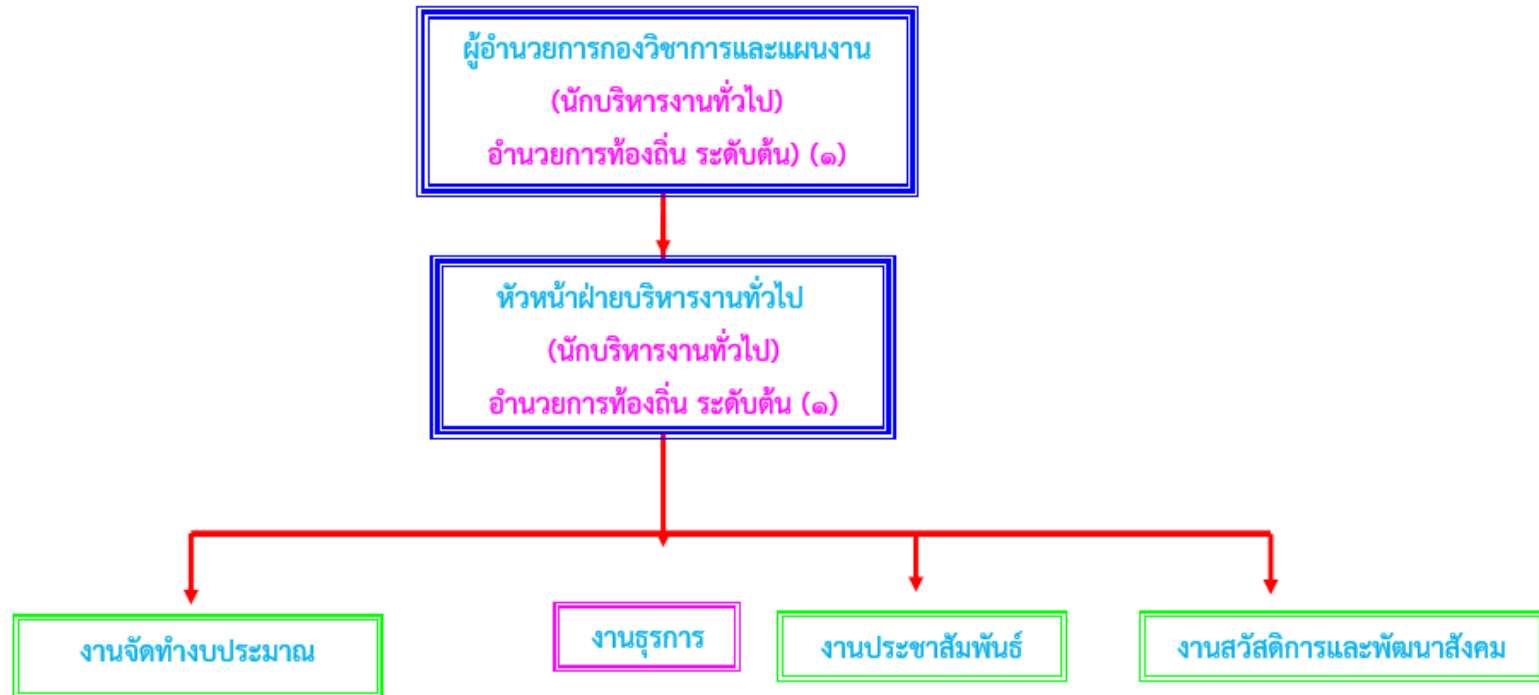 ผู้อำนวยการกองวิชาการและแผนงาน
(นักบริหารงานทั่วไป)
อำนวยการท้องถิ่น ระดับต้น) (๑)
หัวหน้าฝ่ายบริหารงานทั่วไป
(นักบริหารงานทั่วไป)
อำนวยการท้องถิ่น ระดับต้น (๑)
งานจัดทำงบประมาณ
งานธุรการ
งานประชาสัมพันธ์
งานสวัสดิการและพัฒนาสังคม